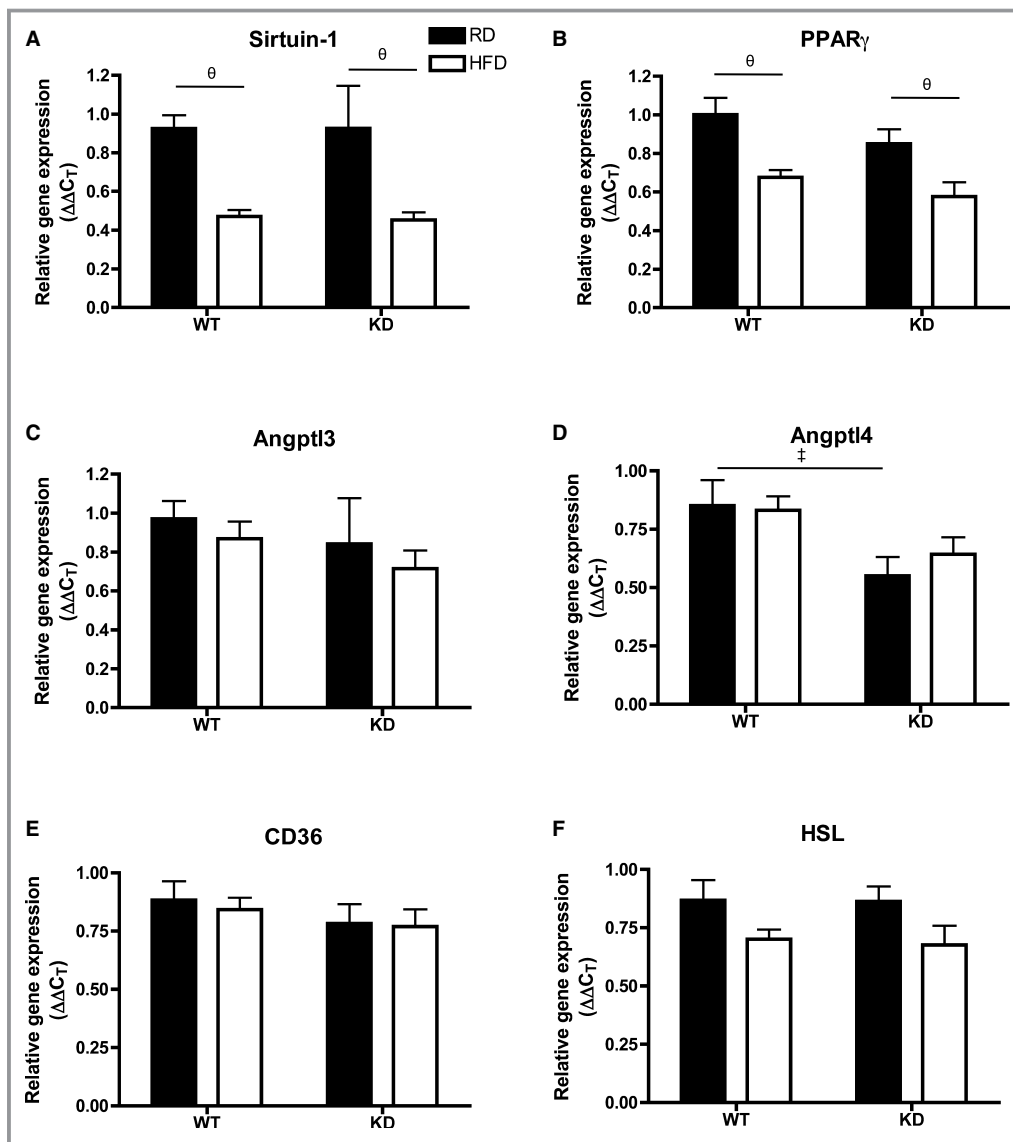 A
Sirtuin-1
RD
HFD
θ
θ
Relative gene expression
(ΔΔCT)
1.2
1.0
0.8
0.6
0.4
0.2
0.0
WT
KD
B
PPARγ
θ
θ
Relative gene expression
(ΔΔCT)
1.2
1.0
0.8
0.6
0.4
0.2
0.0
WT
KD
C
Angptl3
Relative gene expression
(ΔΔCT)
1.2
1.0
0.8
0.6
0.4
0.2
0.0
WT
KD
D
Angptl4
‡
Relative gene expression
(ΔΔCT)
1.00
0.75
0.50
0.25
0.00
WT
KD
E
CD36
Relative gene expression
(ΔΔCT)
1.00
0.75
0.50
0.25
0.00
WT
KD
F
HSL
Relative gene expression
(ΔΔCT)
1.00
0.75
0.50
0.25
0.00
WT
KD